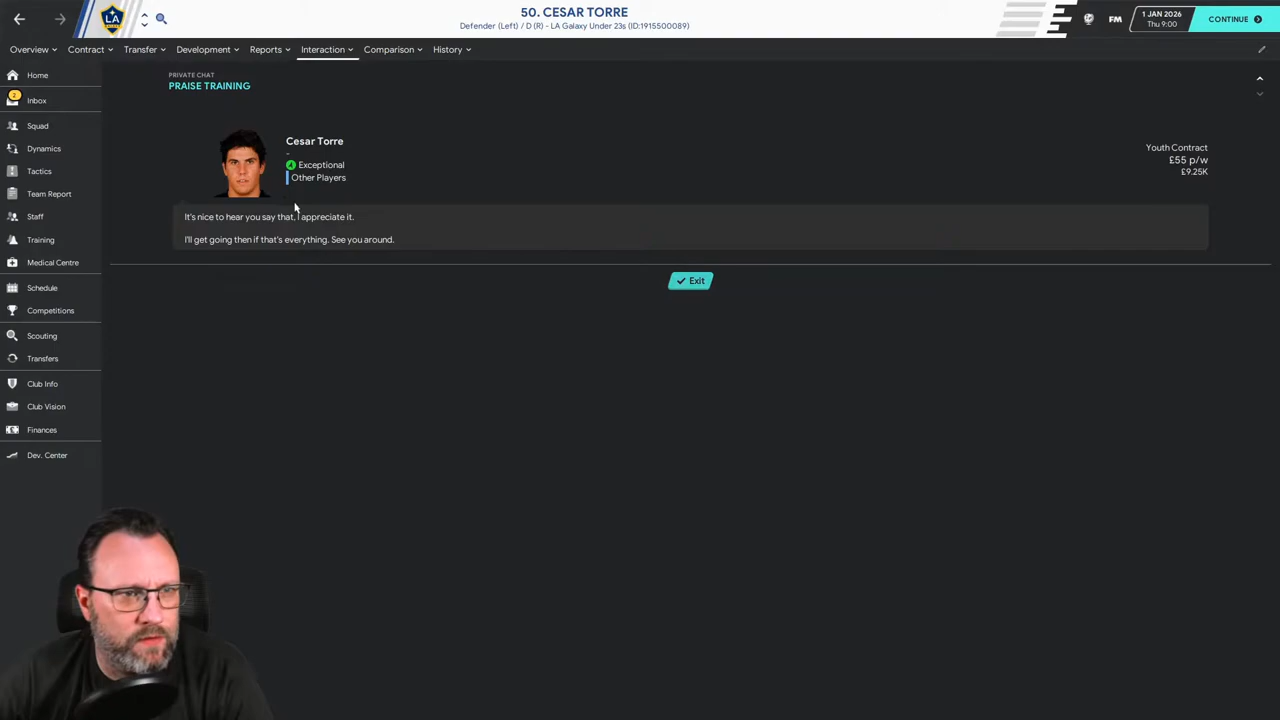 LA
50. CESAR TORRE
Defender (Left) / D (R) - LA Galaxy Under 23s (ID:1915500089)
FM
1 JAN 2026
Thu 9:00
CONTINUE
Overview
Contract
Transfer
Development
Reports
Interaction
Comparison
History
Home
2
Inbox
Squad
Dynamics
Tactics
Team Report
Staff
Training
Medical Centre
Schedule
Competitions
Scouting
Transfers
Club Info
Club Vision
Finances
Dev. Center
PRIVATE CHAT
PRAISE TRAINING
Cesar Torre
-
Exceptional
Other Players
Youth Contract
£55 p/w
£9.25K
It's nice to hear you say that, I appreciate it.
I'll get going then if that's everything. See you around.
Exit